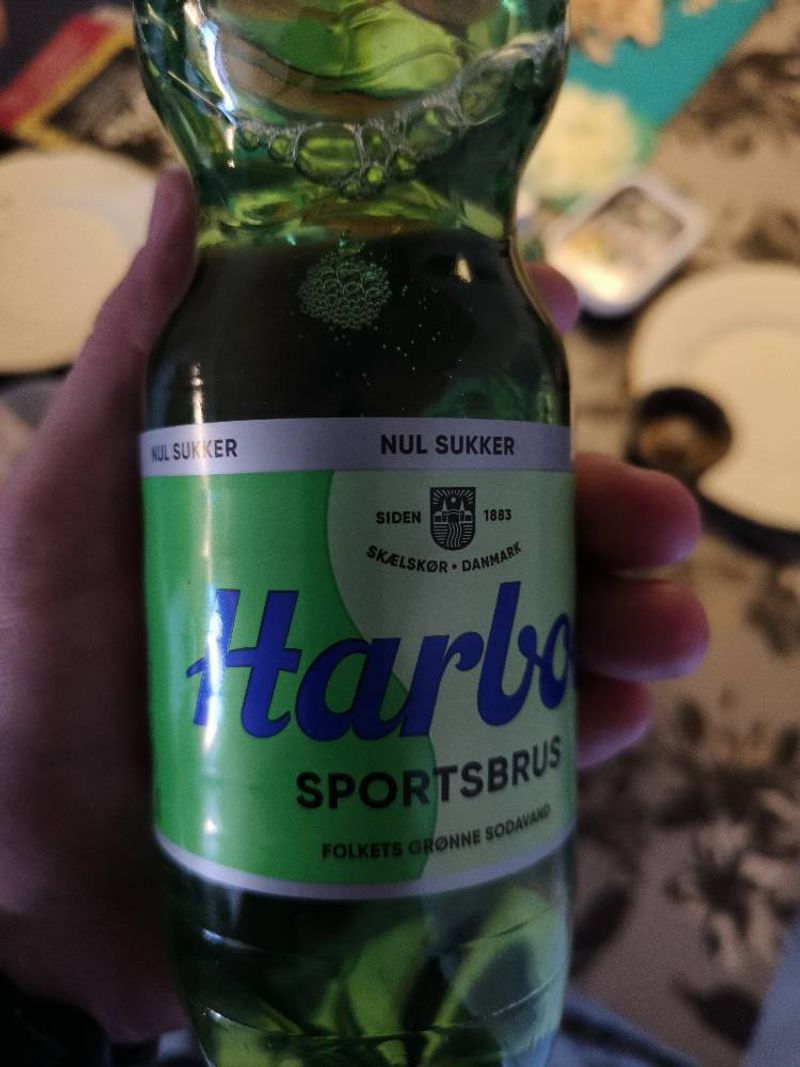 NUL SUKKER NUL SUKKER
SIDEN 1883
SKÆLSKØR • DANMARK
Harbo
SPORTSBRUS
FOLKETS GRØNNE SODAVAND